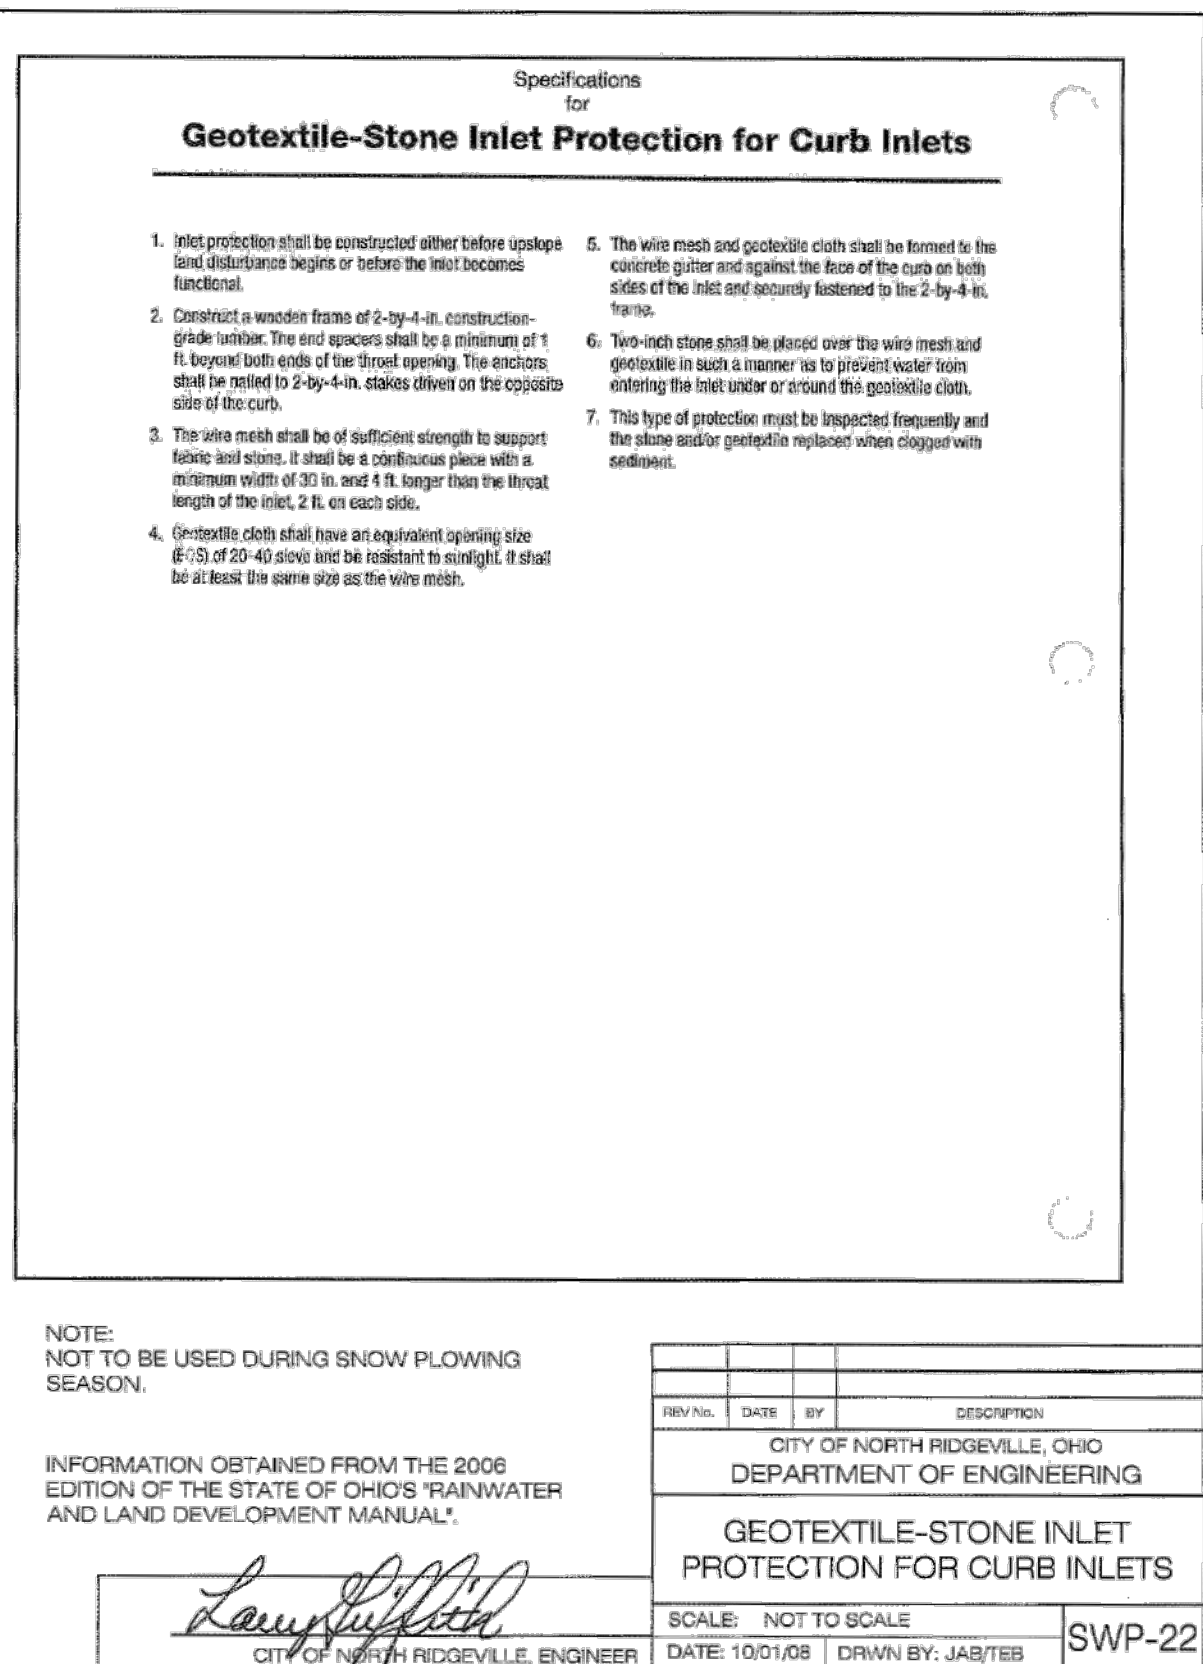 Specifications
for
Geotextile-Stone Inlet Protection for Curb Inlets
1. Inlet protection shall be constructed either before upslope
land disturbance begins or before the inlet becomes
functional.
2. Construct a wooden frame of 2-by-4-in. construction-
grade lumber. The end spacers shall be a minimum of 1
ft. beyond both ends of the throat opening. The anchors
shall be nailed to 2-by-4-in. stakes driven on the opposite
side of the curb.
3. The wire mesh shall be of sufficient strength to support
fabric and stone. It shall be a continuous piece with a
minimum width of 30 in. and 4 ft. longer than the throat
length of the inlet, 2 ft. on each side.
4. Geotextile cloth shall have an equivalent opening size
(EOS) of 20-40 sieve and be resistant to sunlight. It shall
be at least the same size as the wire mesh.
5. The wire mesh and geotextile cloth shall be formed to the
concrete gutter and against the face of the curb on both
sides of the inlet and securely fastened to the 2-by-4-in.
frame.
6. Two-inch stone shall be placed over the wire mesh and
geotextile in such a manner as to prevent water from
entering the inlet under or around the geotextile cloth.
7. This type of protection must be inspected frequently and
the stone and/or geotextile replaced when clogged with
sediment.
NOTE:
NOT TO BE USED DURING SNOW PLOWING
SEASON.
INFORMATION OBTAINED FROM THE 2006
EDITION OF THE STATE OF OHIO'S "RAINWATER
AND LAND DEVELOPMENT MANUAL".
Larry Griffith
CITY OF NORTH RIDGEVILLE, ENGINEER
REV No. DATE BY DESCRIPTION
CITY OF NORTH RIDGEVILLE, OHIO
DEPARTMENT OF ENGINEERING
GEOTEXTILE-STONE INLET
PROTECTION FOR CURB INLETS
SCALE: NOT TO SCALE
DATE: 10/01/08 DRWN BY: JAB/TEB
SWP-22